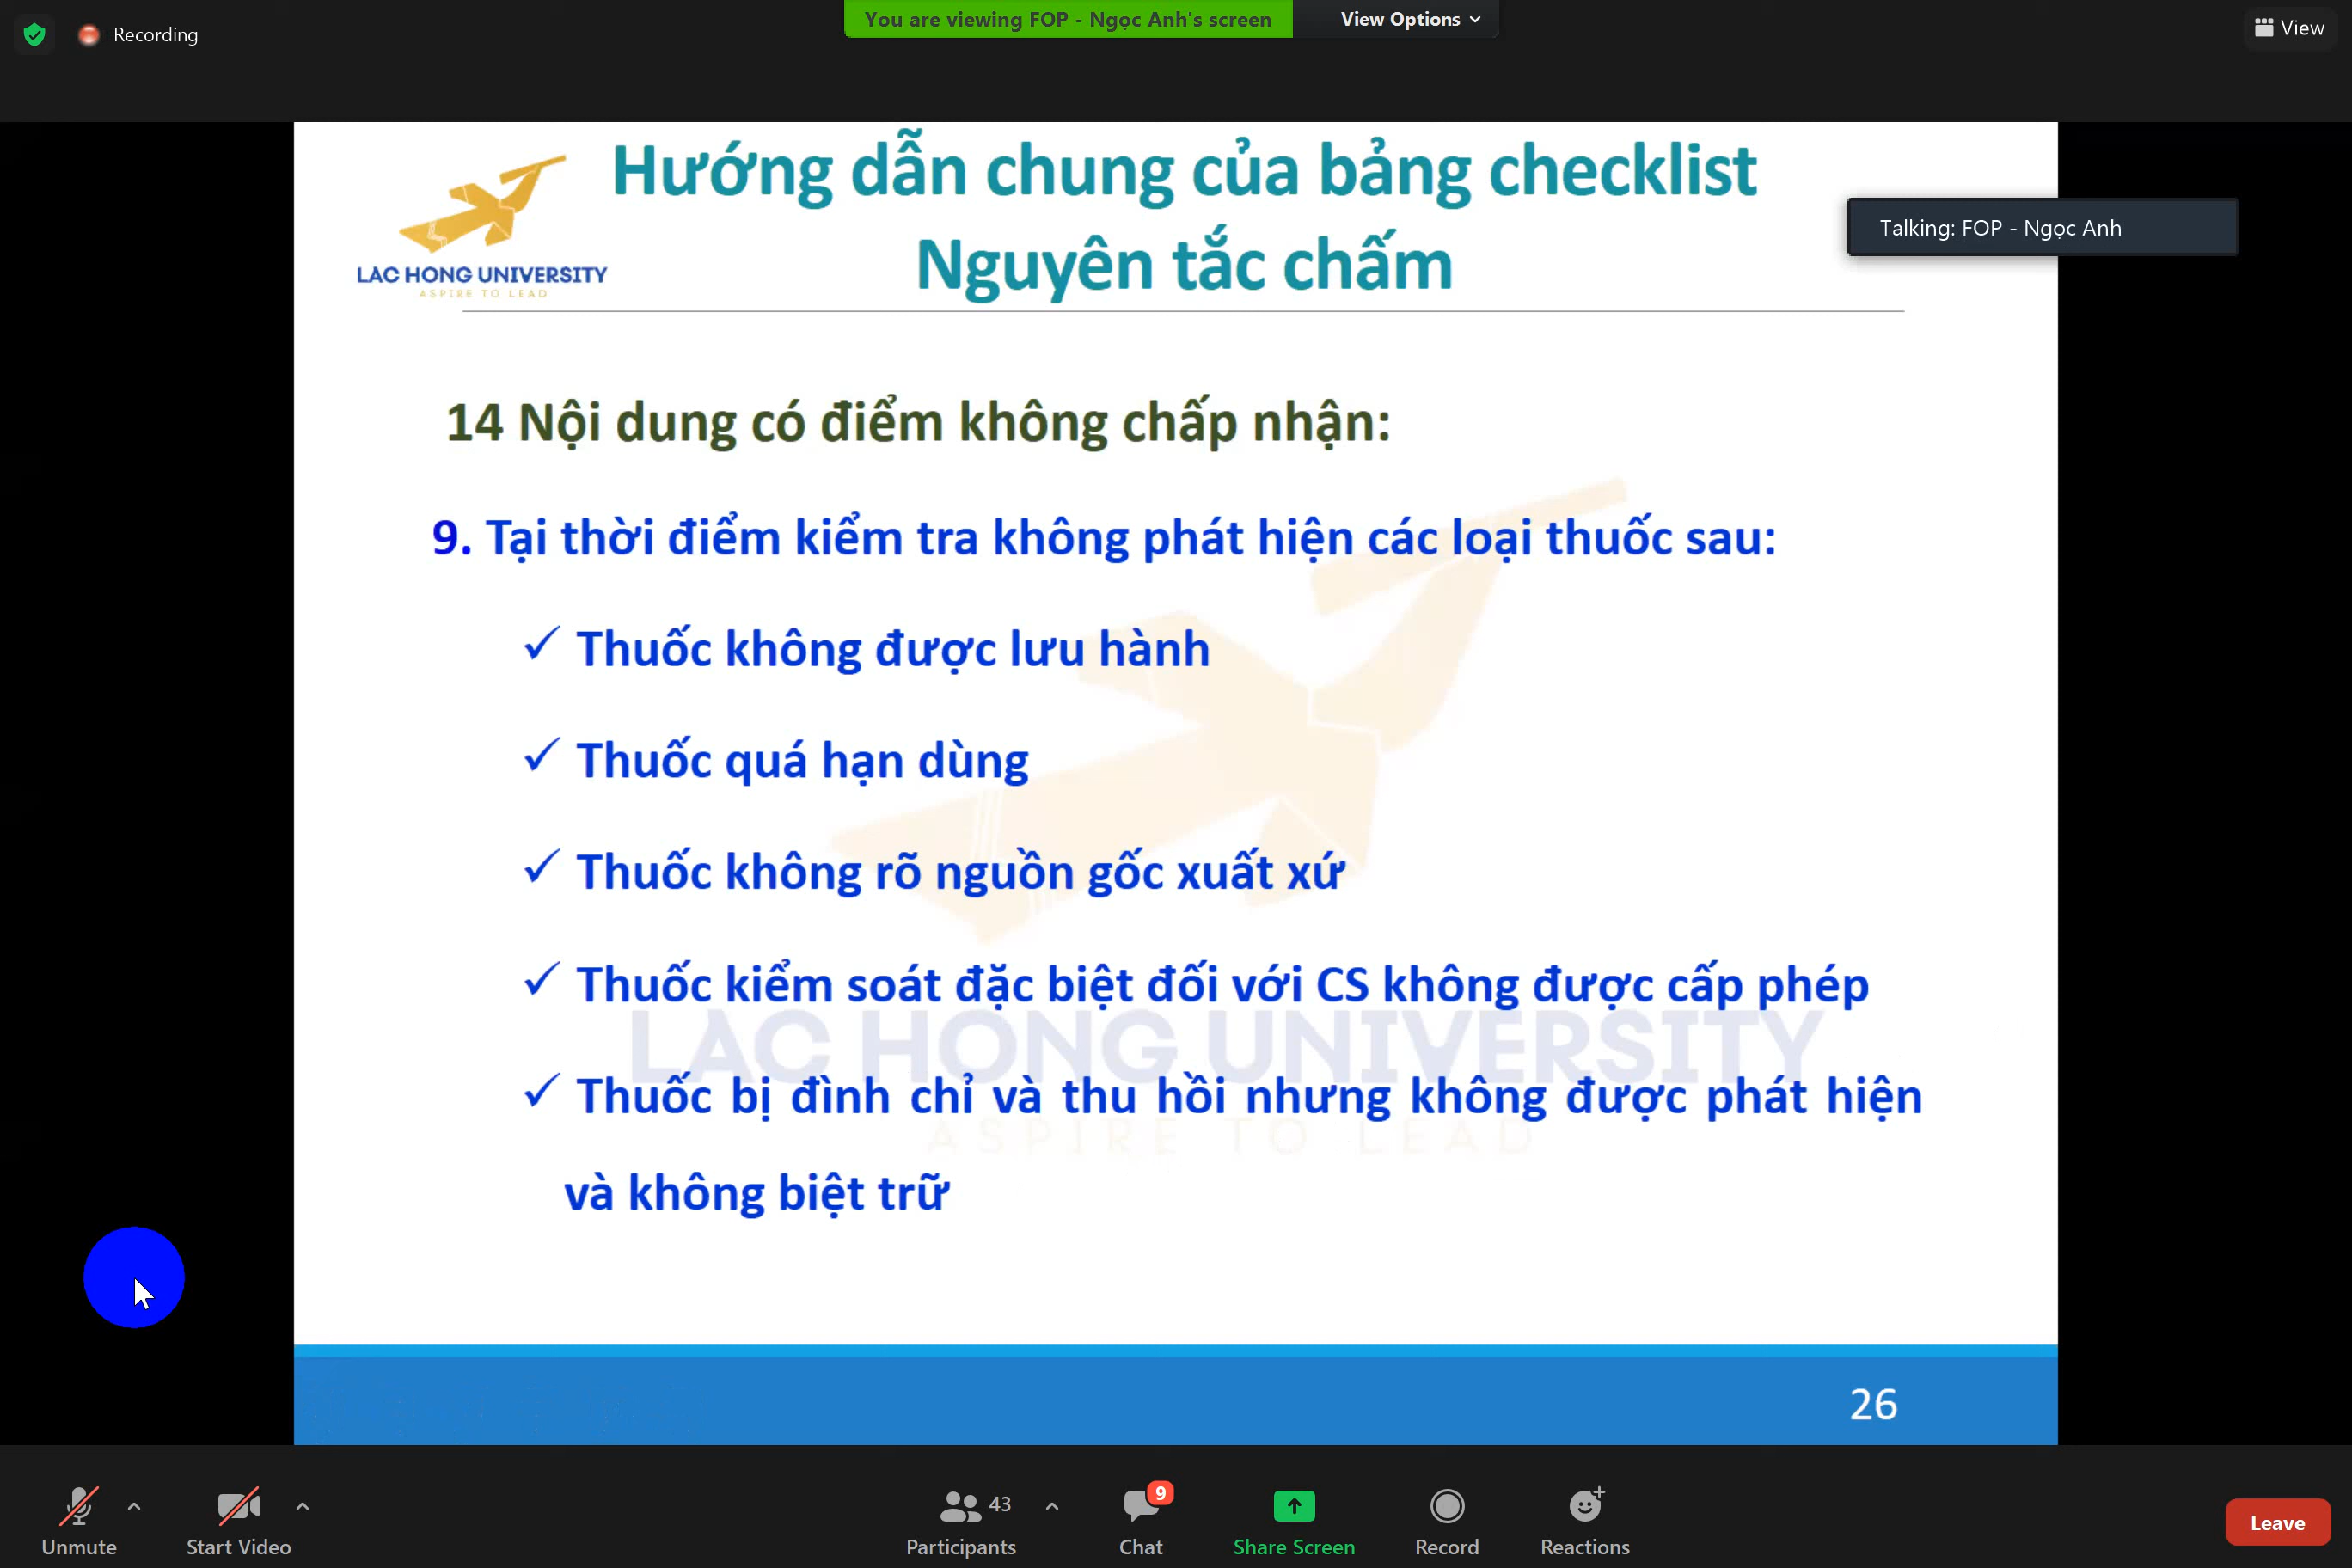 Recording
You are viewing FOP - Ngọc Anh's screen
View Options
View
Hướng dẫn chung của bảng checklist
Nguyên tắc chấm
LAC HONG UNIVERSITY
ASPIRE TO LEAD
Talking: FOP - Ngọc Anh
14 Nội dung có điểm không chấp nhận:
9. Tại thời điểm kiểm tra không phát hiện các loại thuốc sau:
✓ Thuốc không được lưu hành
✓ Thuốc quá hạn dùng
✓ Thuốc không rõ nguồn gốc xuất xứ
✓ Thuốc kiểm soát đặc biệt đối với CS không được cấp phép
LAC HONG UNIVERSITY
✓ Thuốc bị đình chỉ và thu hồi nhưng không được phát hiện
ASPIRE TO LEAD
và không biệt trữ
26
Unmute
Start Video
43
Participants
9
Chat
Share Screen
Record
Reactions
Leave